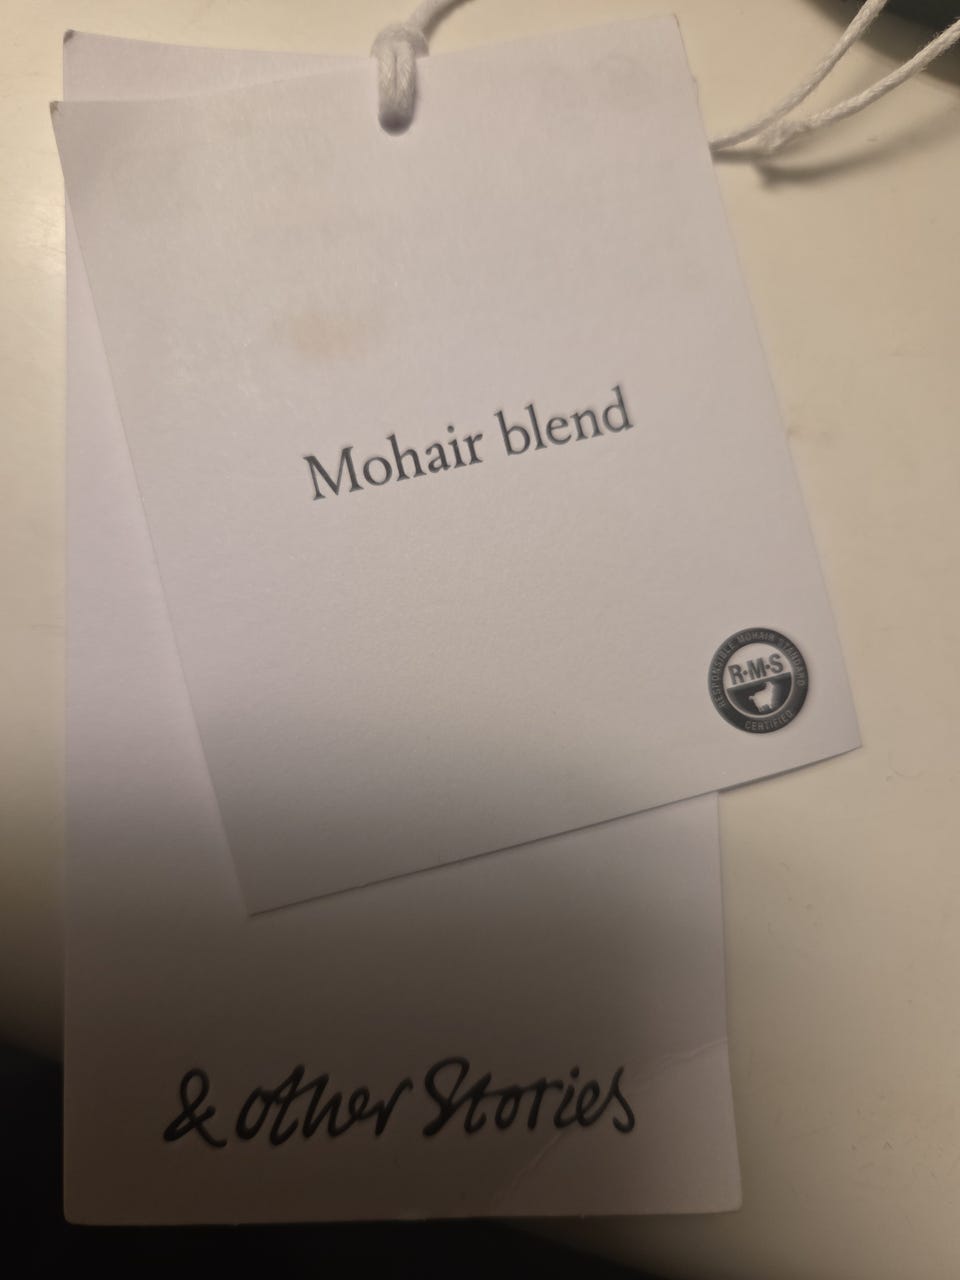 Mohair blend
RESPONSIBLE MOHAIR STANDARD
R·M·S
CERTIFIED
& other Stories